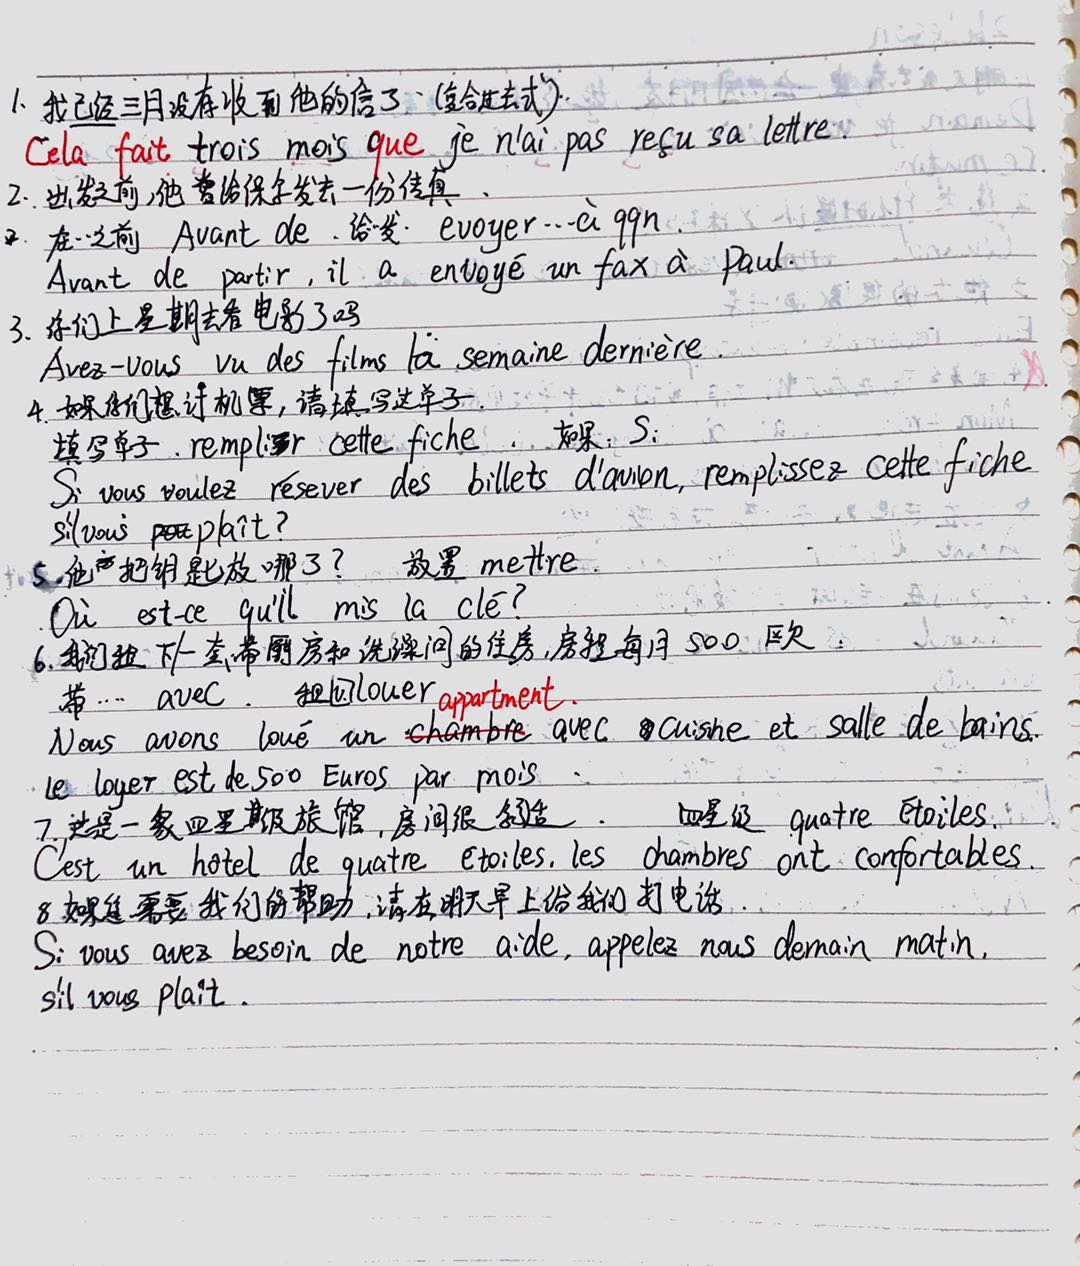 1. 我已经三月没有收到他的信了.(复合过去式).
Cela fait trois mois que je n'ai pas reçu sa lettre.
2. 出发之前,他曾给保尔发去一份传真.
在…之前 Avant de . 给…发. evoyer...à qqn.
Avant de partir, il a envoyé un fax à Paul.
3. 你们上星期去看电影了吗
Avez-vous vu des films la semaine dernière.
4. 如果你们想订机票,请填写这单子.
填写单子. remplir cette fiche. 如果: Si
Si vous voulez résever des billets d'avion, remplissez cette fiche
s'il vous plaît?
5. 他把钥匙放哪了? 放置 mettre.
Où est-ce qu'il mis la clé?
6. 我们租下一套带厨房和洗澡间的住房,房租每月500欧
带… avec. 租 louer appartment.
Nous avons loué un chambre avec cuisine et salle de bains.
Le loyer est de 500 Euros par mois.
7. 这是一家四星级旅馆,房间很舒适. 四星级 quatre Étoiles.
C'est un hôtel de quatre étoiles. les chambres ont confortables.
8 如果您需要我们的帮助,请在明天早上给我们打电话.
Si vous avez besoin de notre aide, appelez nous demain matin,
s'il vous plaît.